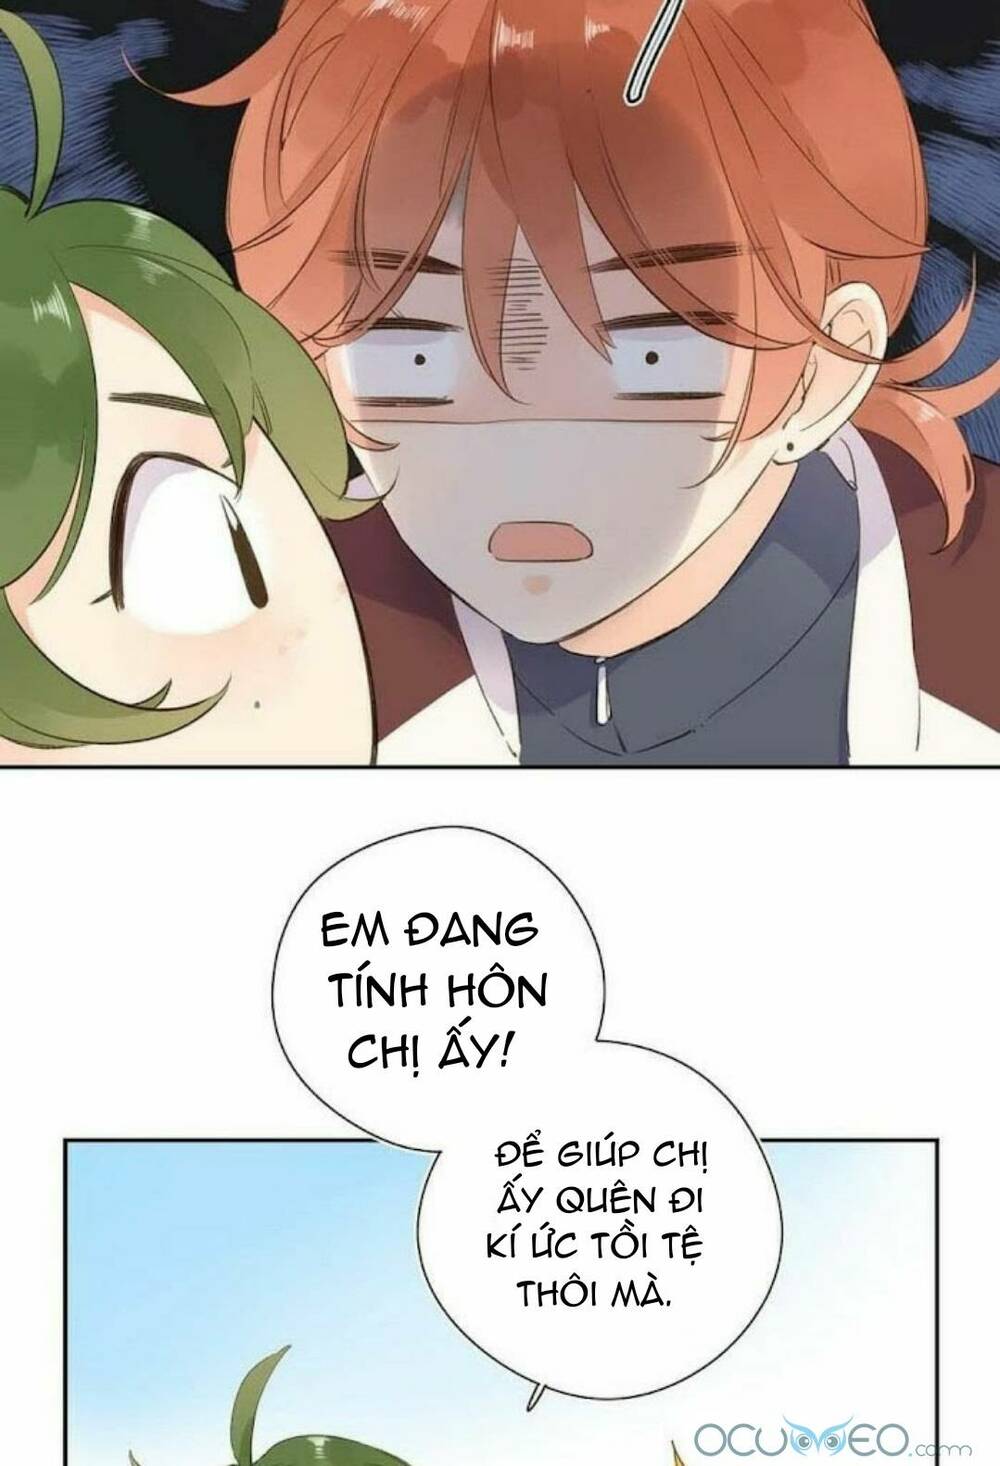 EM ĐANG
TÍNH HÔN
CHỊ ẤY!
ĐỂ GIÚP CHỊ
ẤY QUÊN ĐI
KÍ ỨC TỒI TỆ
THÔI MÀ.
OCUMEO.com